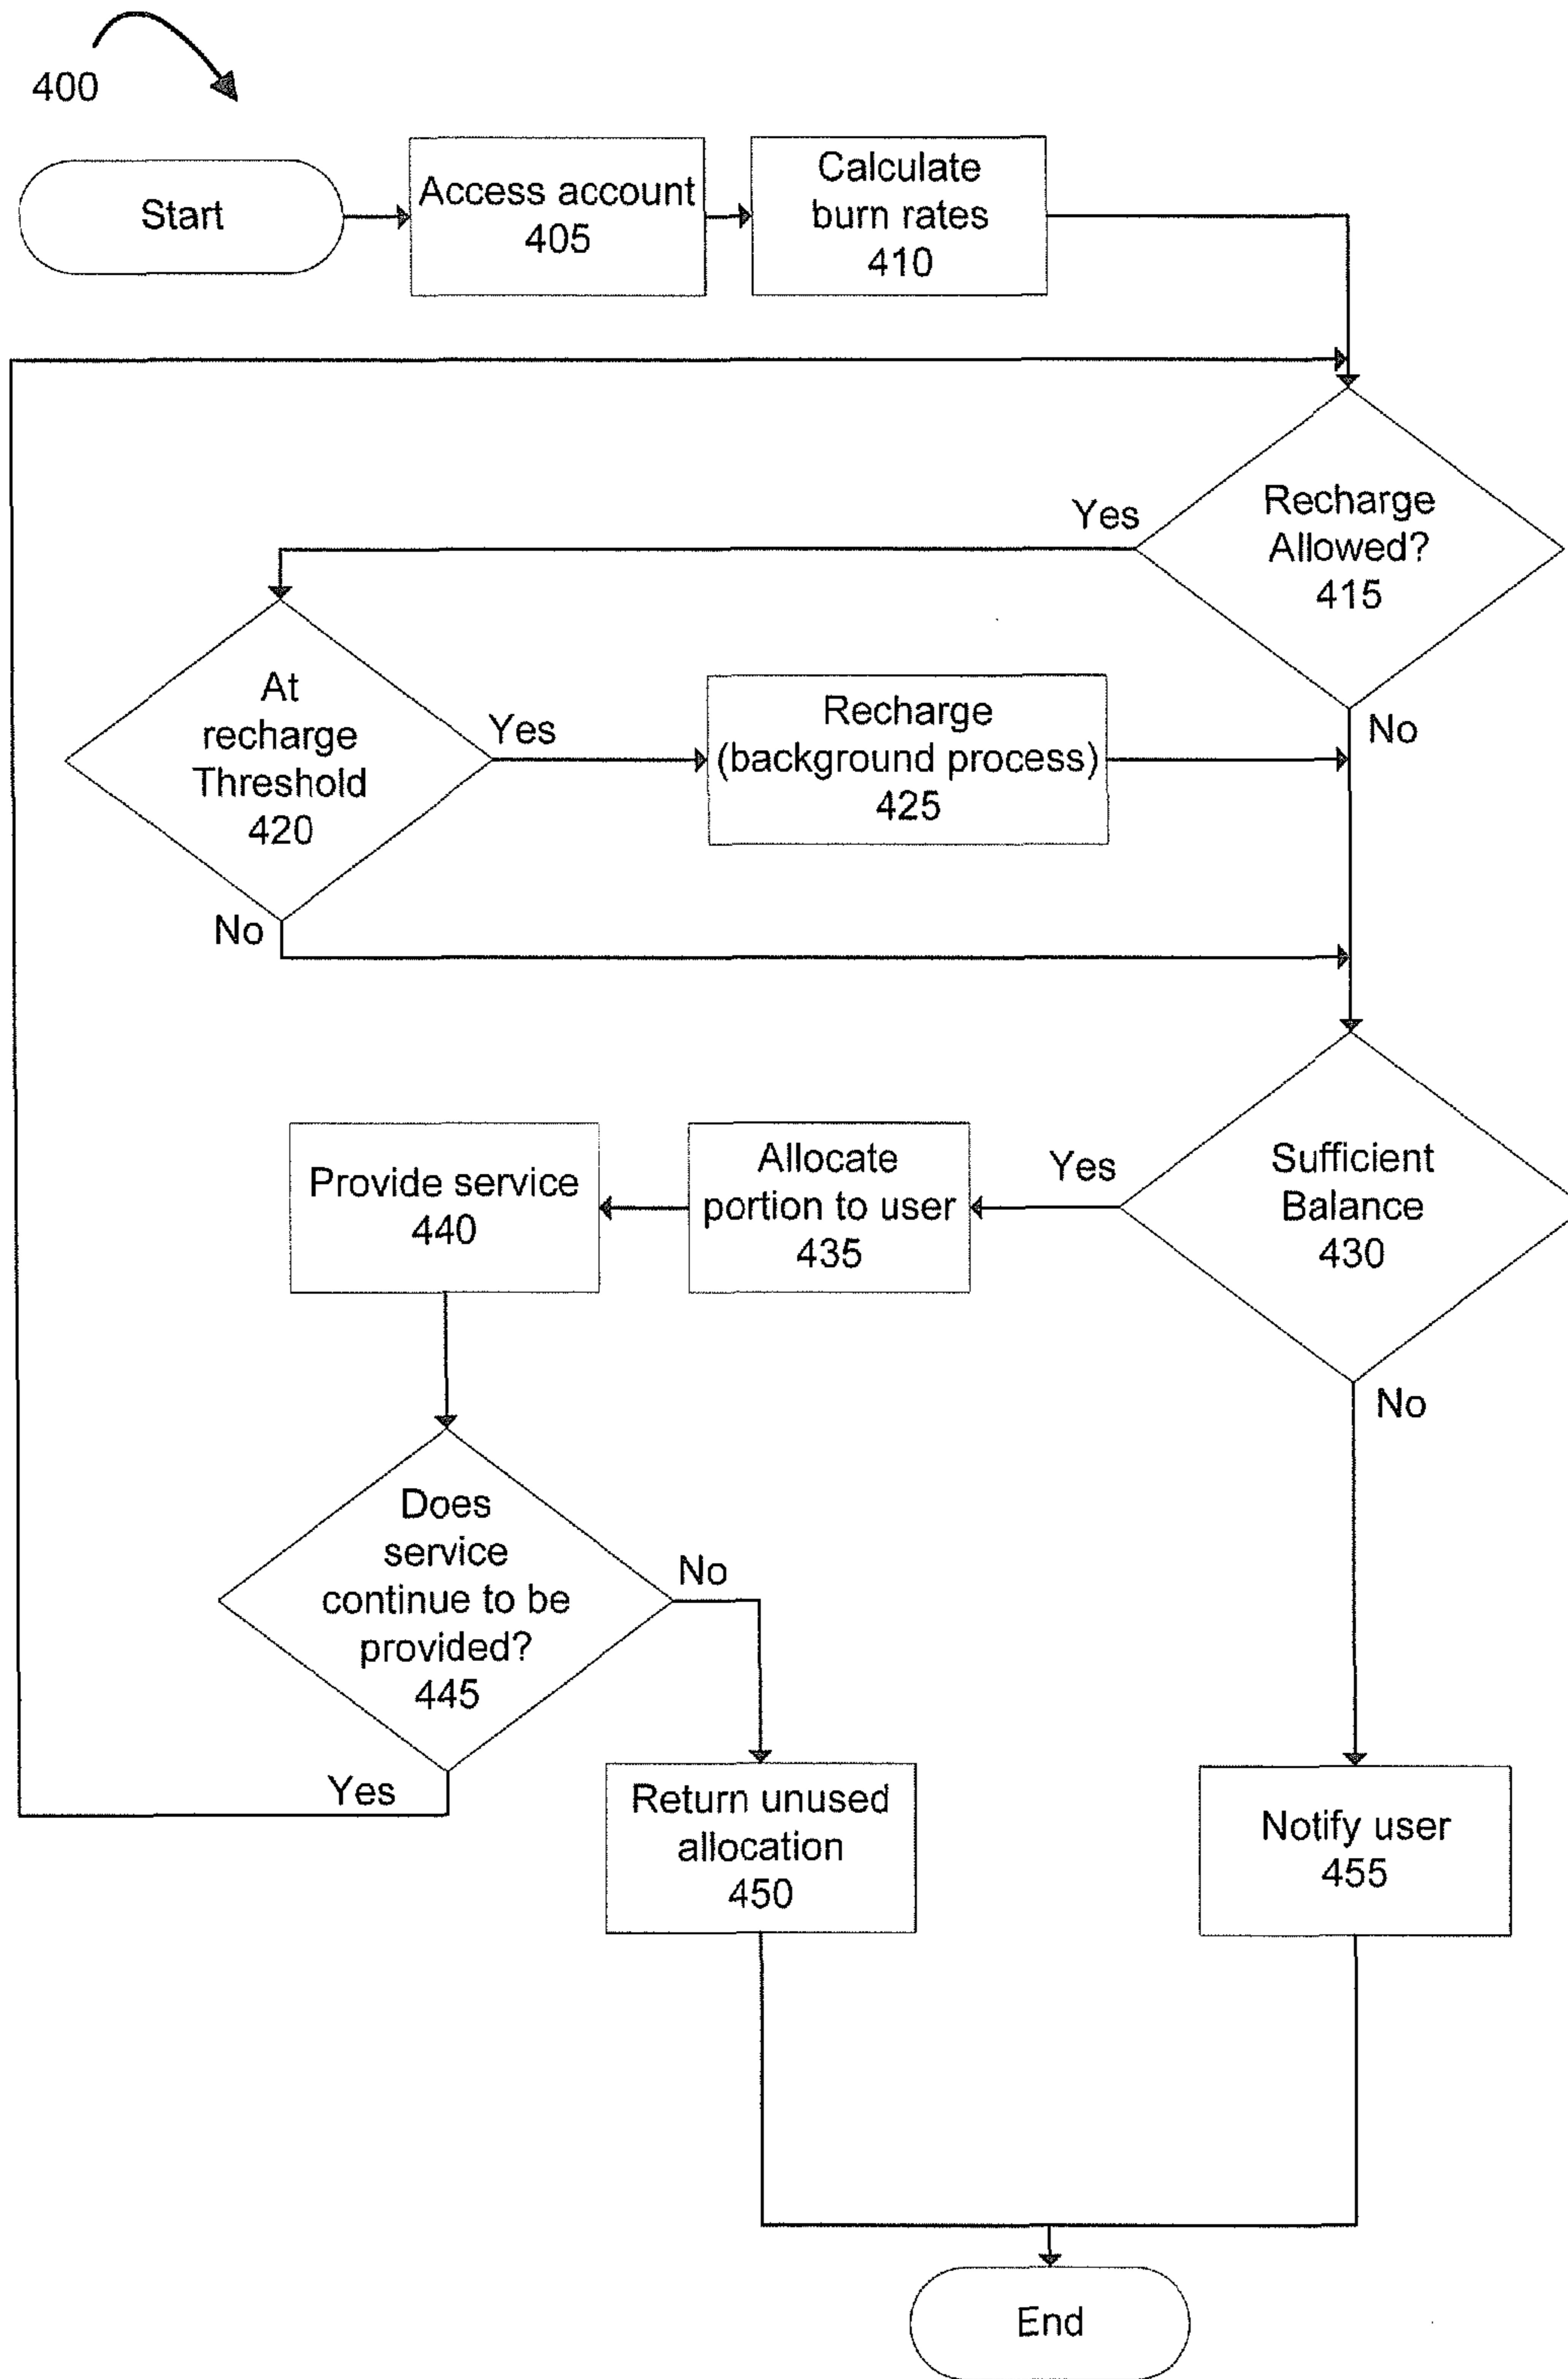 400
Start
Access account
405
Calculate
burn rates
410
Recharge
Allowed?
415
Yes
No
At
recharge
Threshold
420
Yes
No
Recharge
(background process)
425
Sufficient
Balance
430
Yes
No
Allocate
portion to user
435
Provide service
440
Does
service
continue to be
provided?
445
No
Yes
Return unused
allocation
450
Notify user
455
End